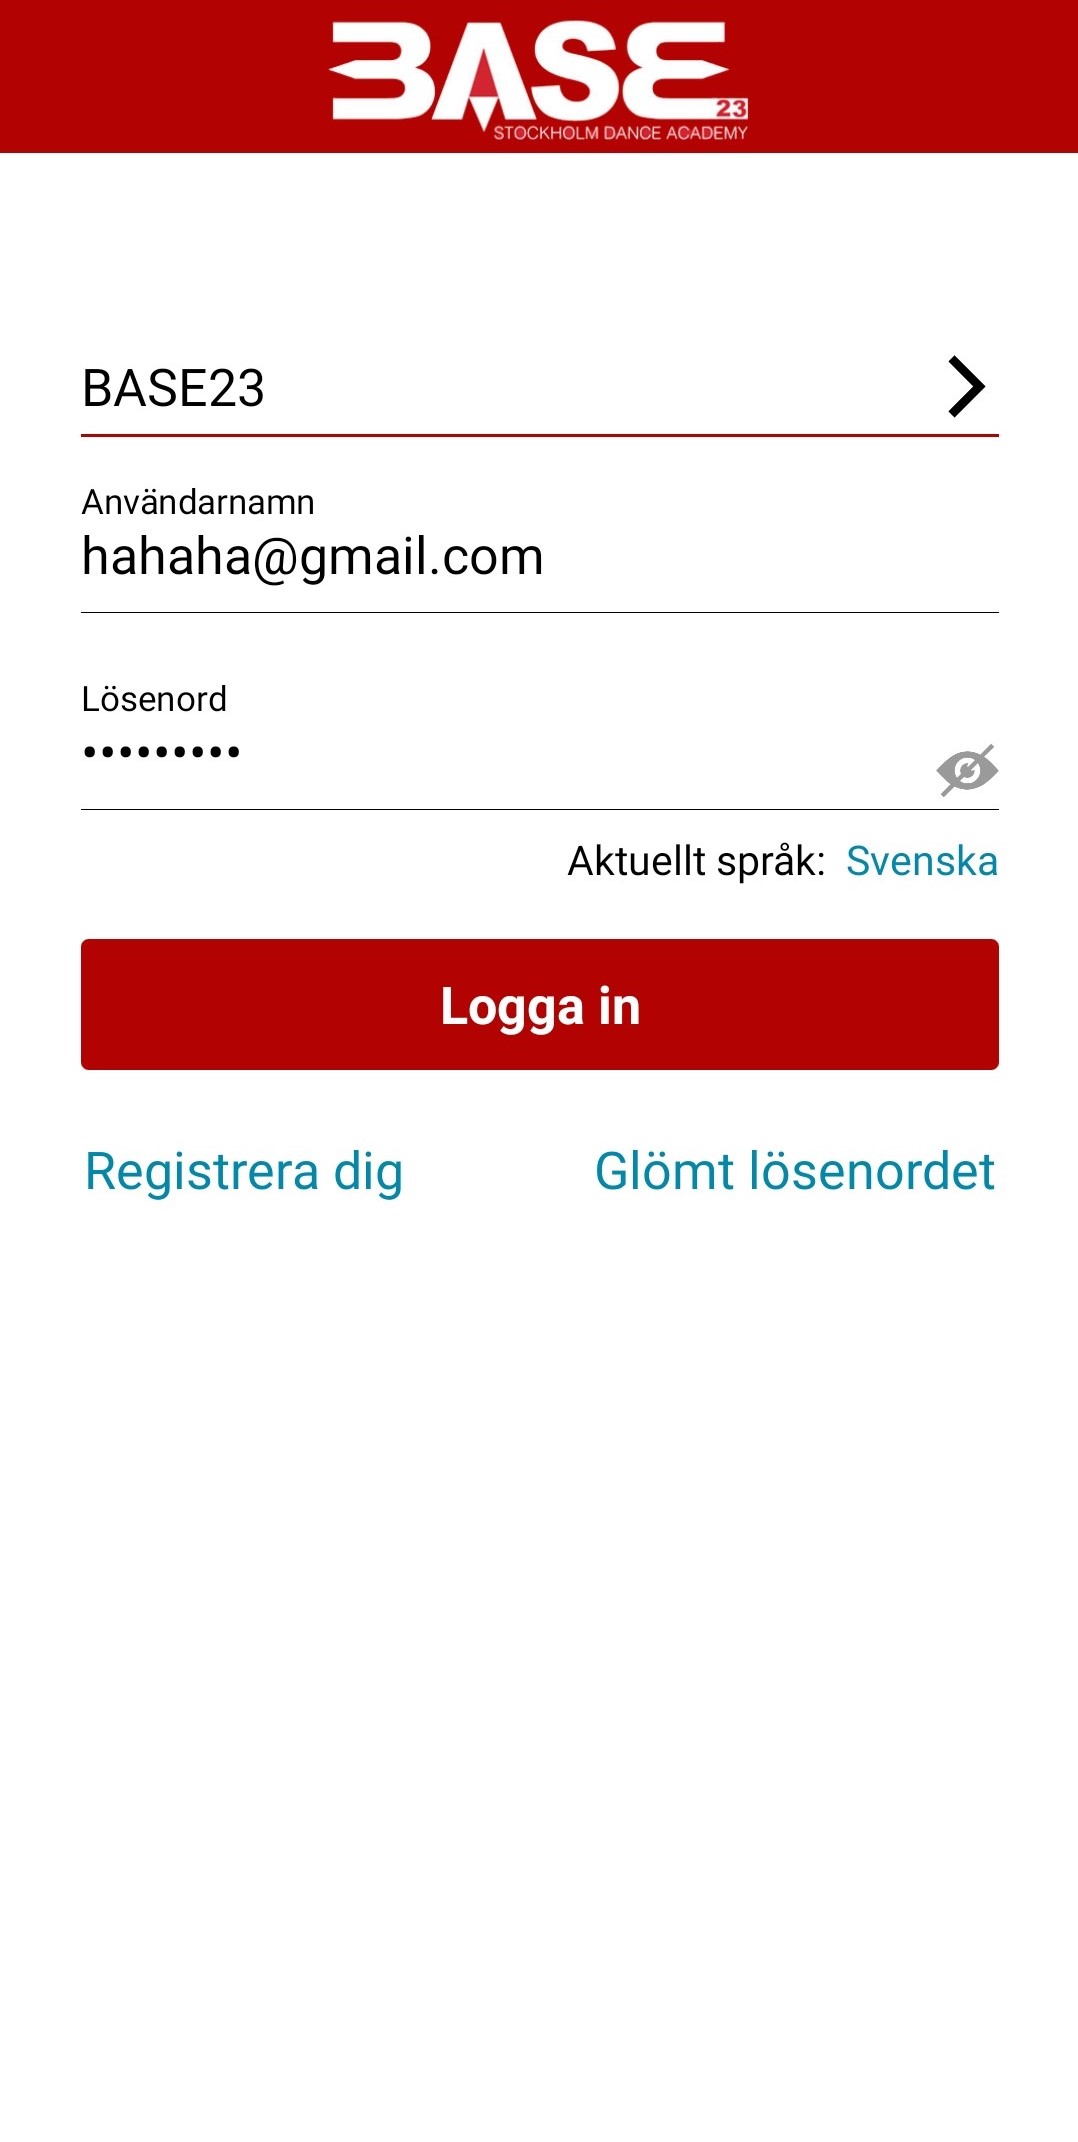 BASE
23
STOCKHOLM DANCE ACADEMY
BASE23
Användarnamn
hahaha@gmail.com
Lösenord
•••••••••
Aktuellt språk: Svenska
Logga in
Registrera dig Glömt lösenordet